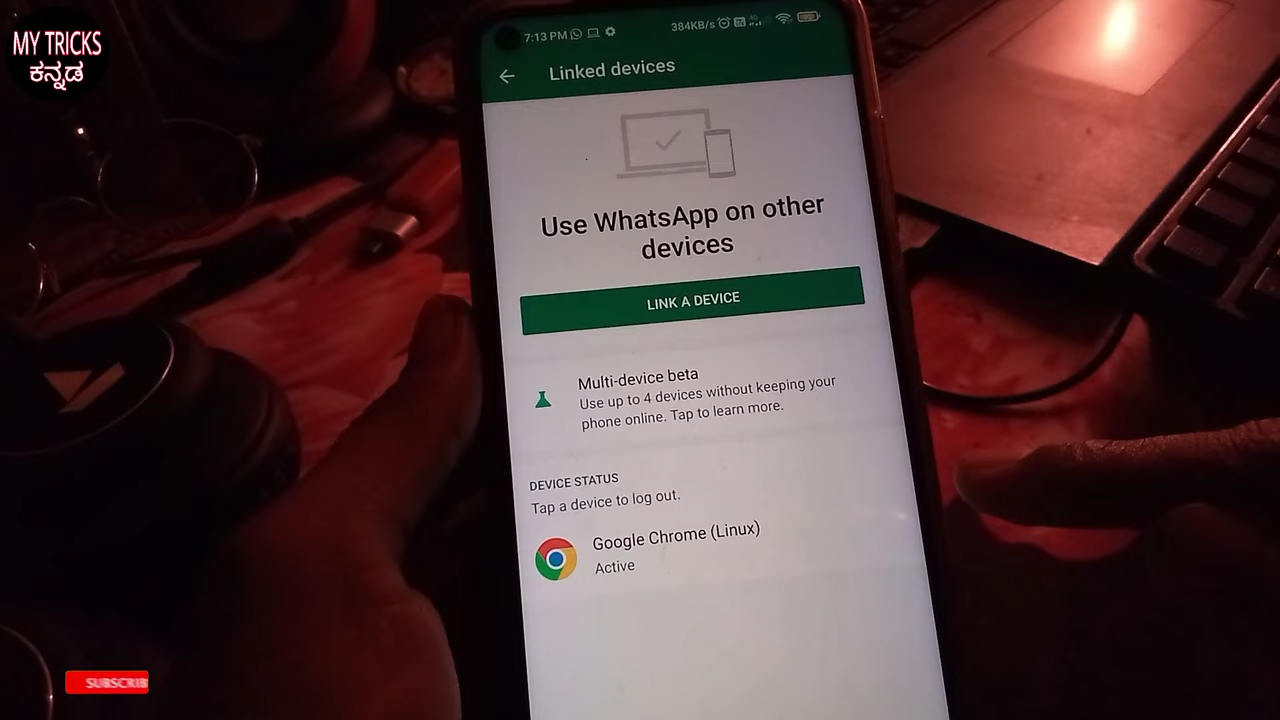 MY TRICKS
ಕನ್ನಡ
7:13 PM
384KB/s
Linked devices
Use WhatsApp on other
devices
LINK A DEVICE
Multi-device beta
Use up to 4 devices without keeping your
phone online. Tap to learn more.
DEVICE STATUS
Tap a device to log out.
Google Chrome (Linux)
Active
SUBSCRIB